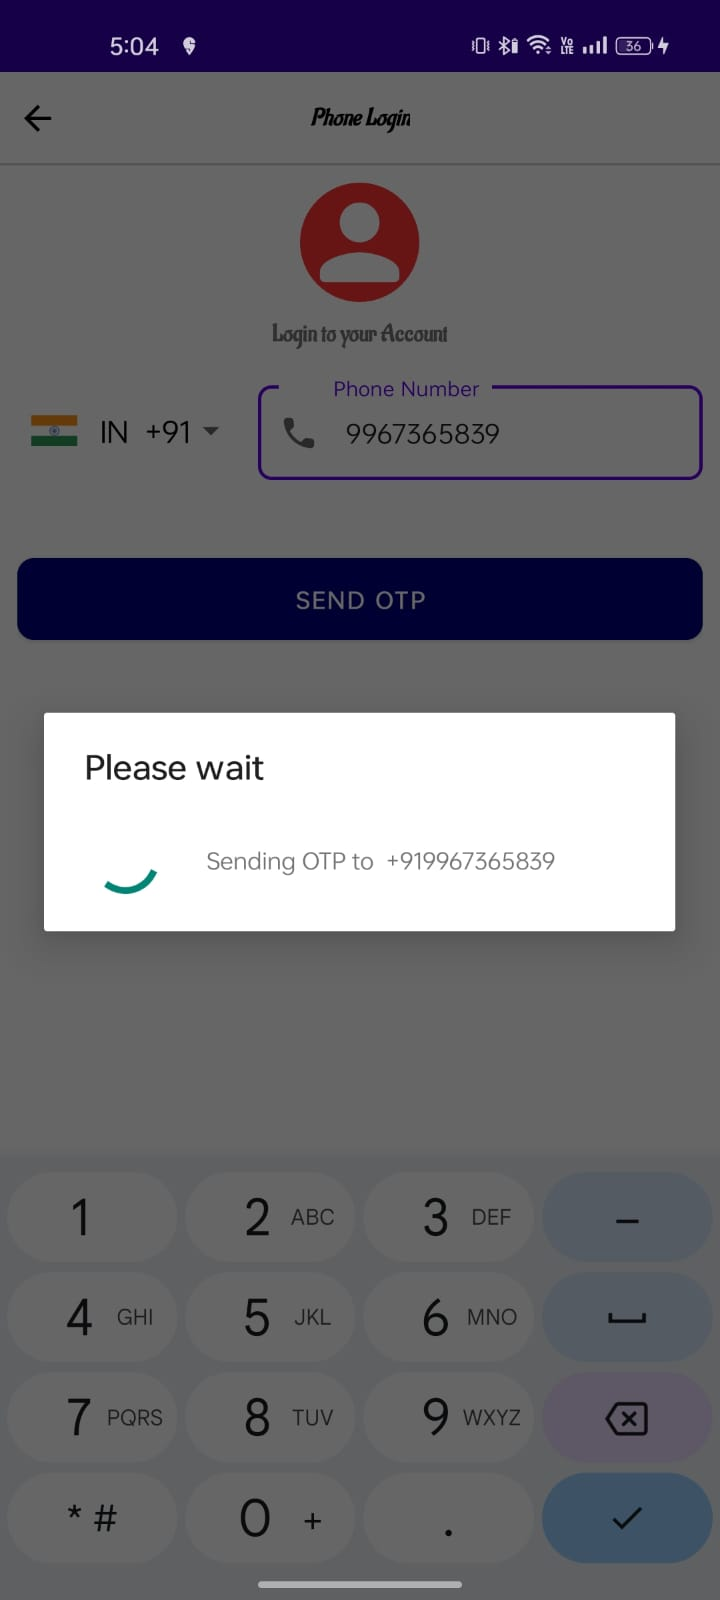 5:04
Vo LTE
36
Phone Login
Login to your Account
Phone Number
IN +91
9967365839
SEND OTP
Please wait
Sending OTP to +919967365839
1
2 ABC
3 DEF
–
4 GHI
5 JKL
6 MNO
7 PQRS
8 TUV
9 WXYZ
* #
0 +
.